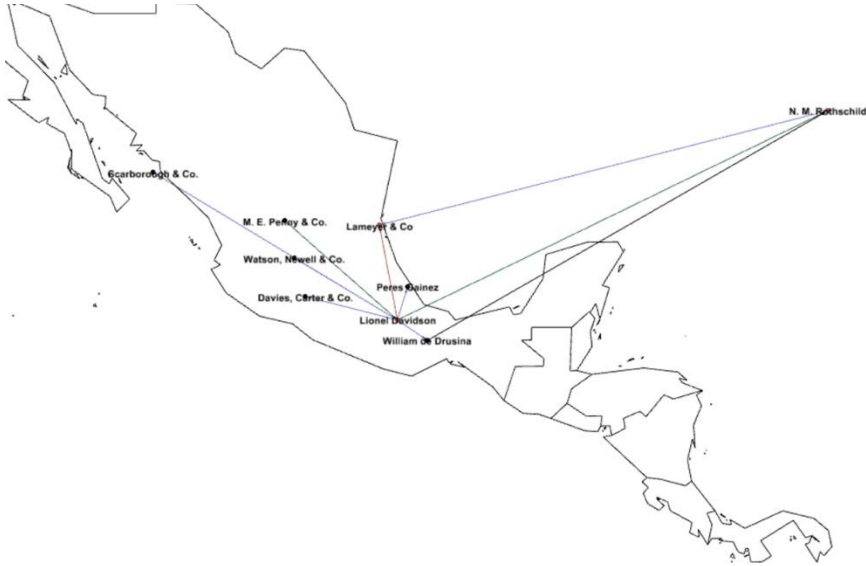 N. M. Rothschild
Scarborough & Co.
M. E. Penny & Co.
Lameyer & Co
Watson, Newell & Co.
Peres Gainez
Davies, Carter & Co.
Lionel Davidson
William de Drusina